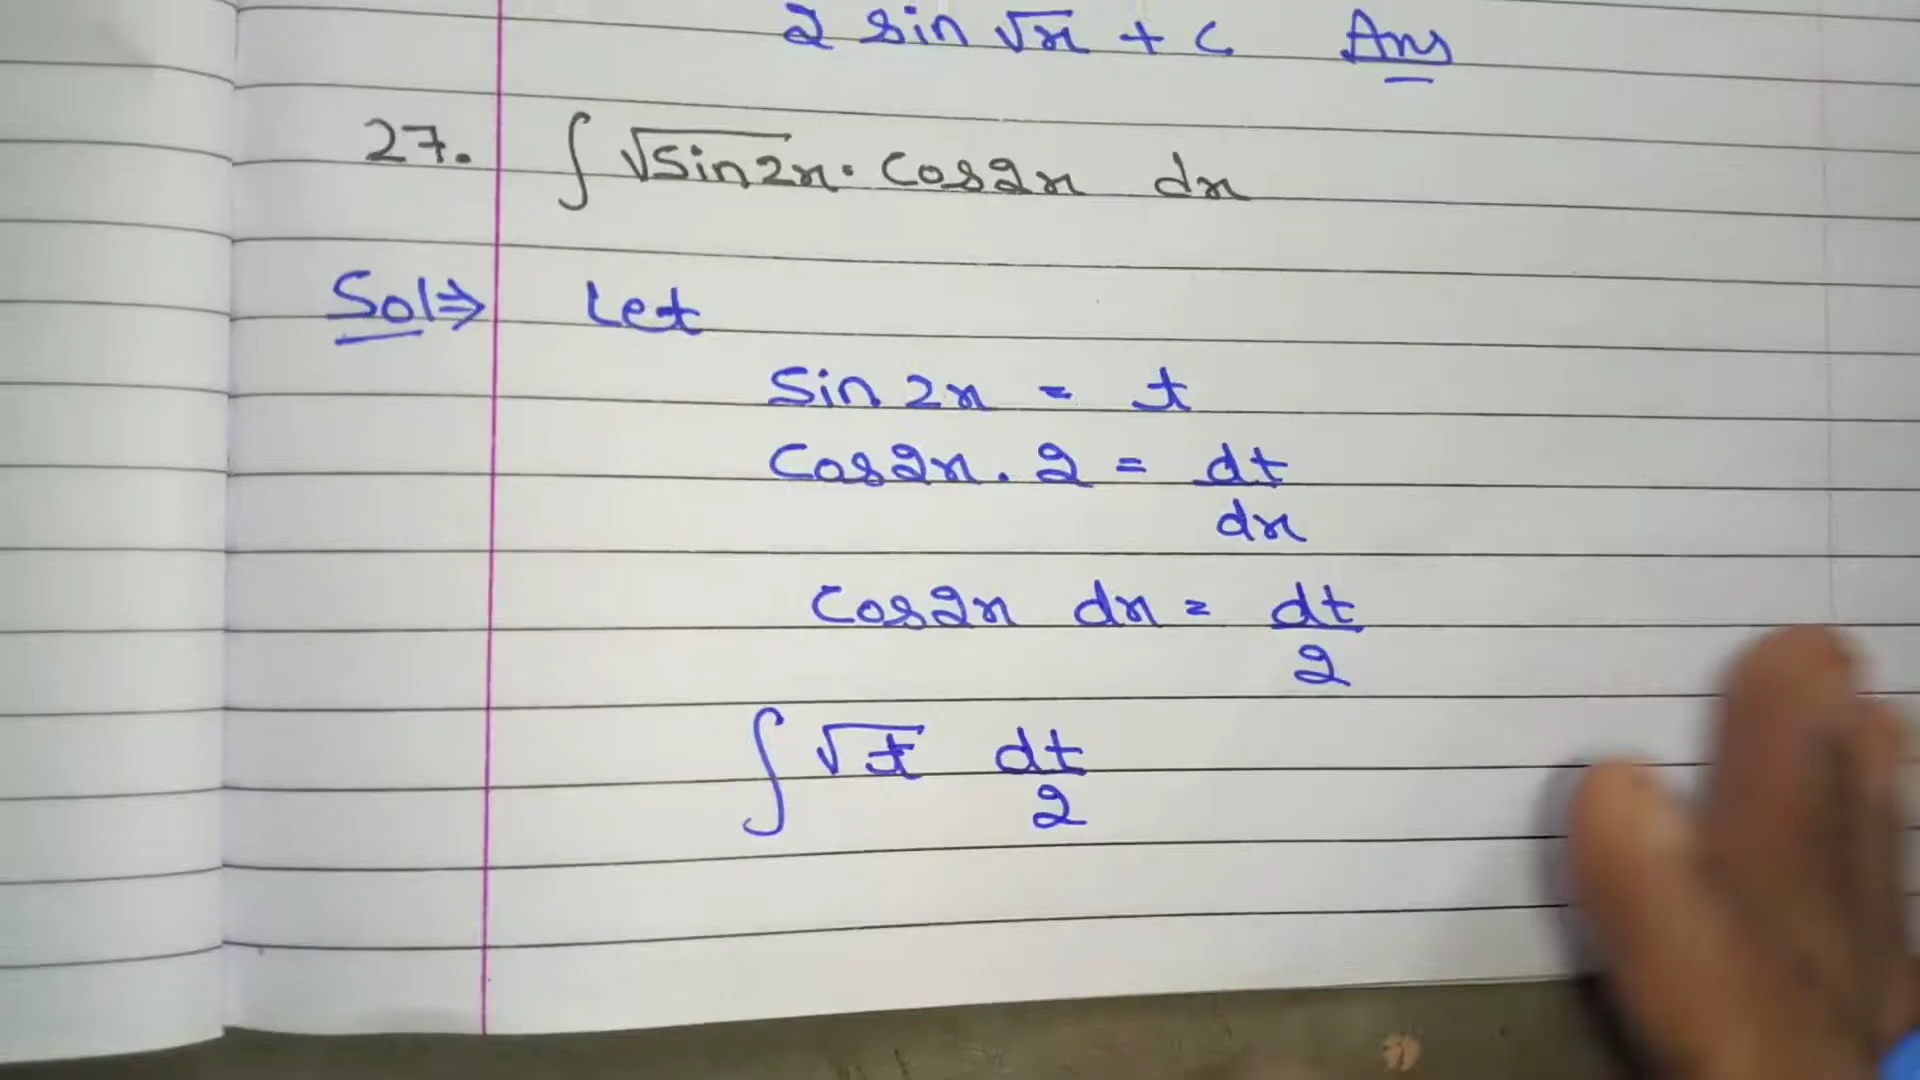 2 sin √x + c Ans
27. ∫ √Sin2x · Cos2x dx
Sol⇒ Let
Sin 2x = t
Cos2x . 2 = dt/dx
Cos2x dx = dt/2
∫ √t dt/2